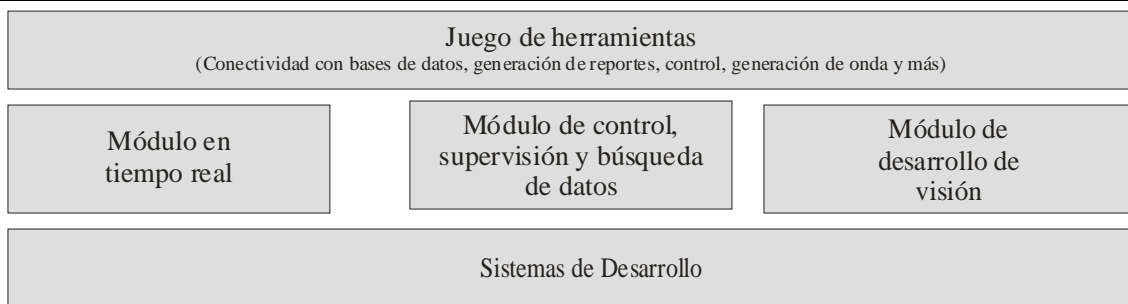 Juego de herramientas
(Conectividad con bases de datos, generación de reportes, control, generación de onda y más)
Módulo en
tiempo real
Módulo de control,
supervisión y búsqueda
de datos
Módulo de
desarrollo de
visión
Sistemas de Desarrollo